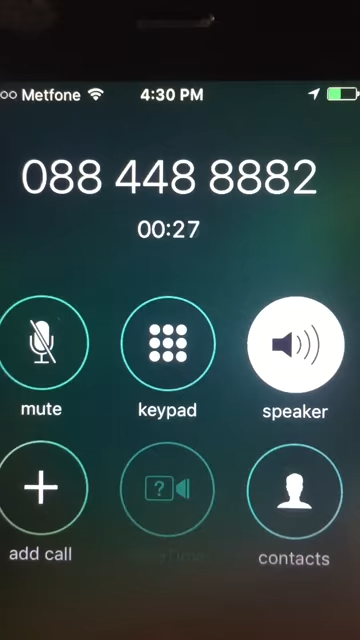 Metfone 4:30 PM
088 448 8882
00:27
mute keypad speaker
?
add call contacts